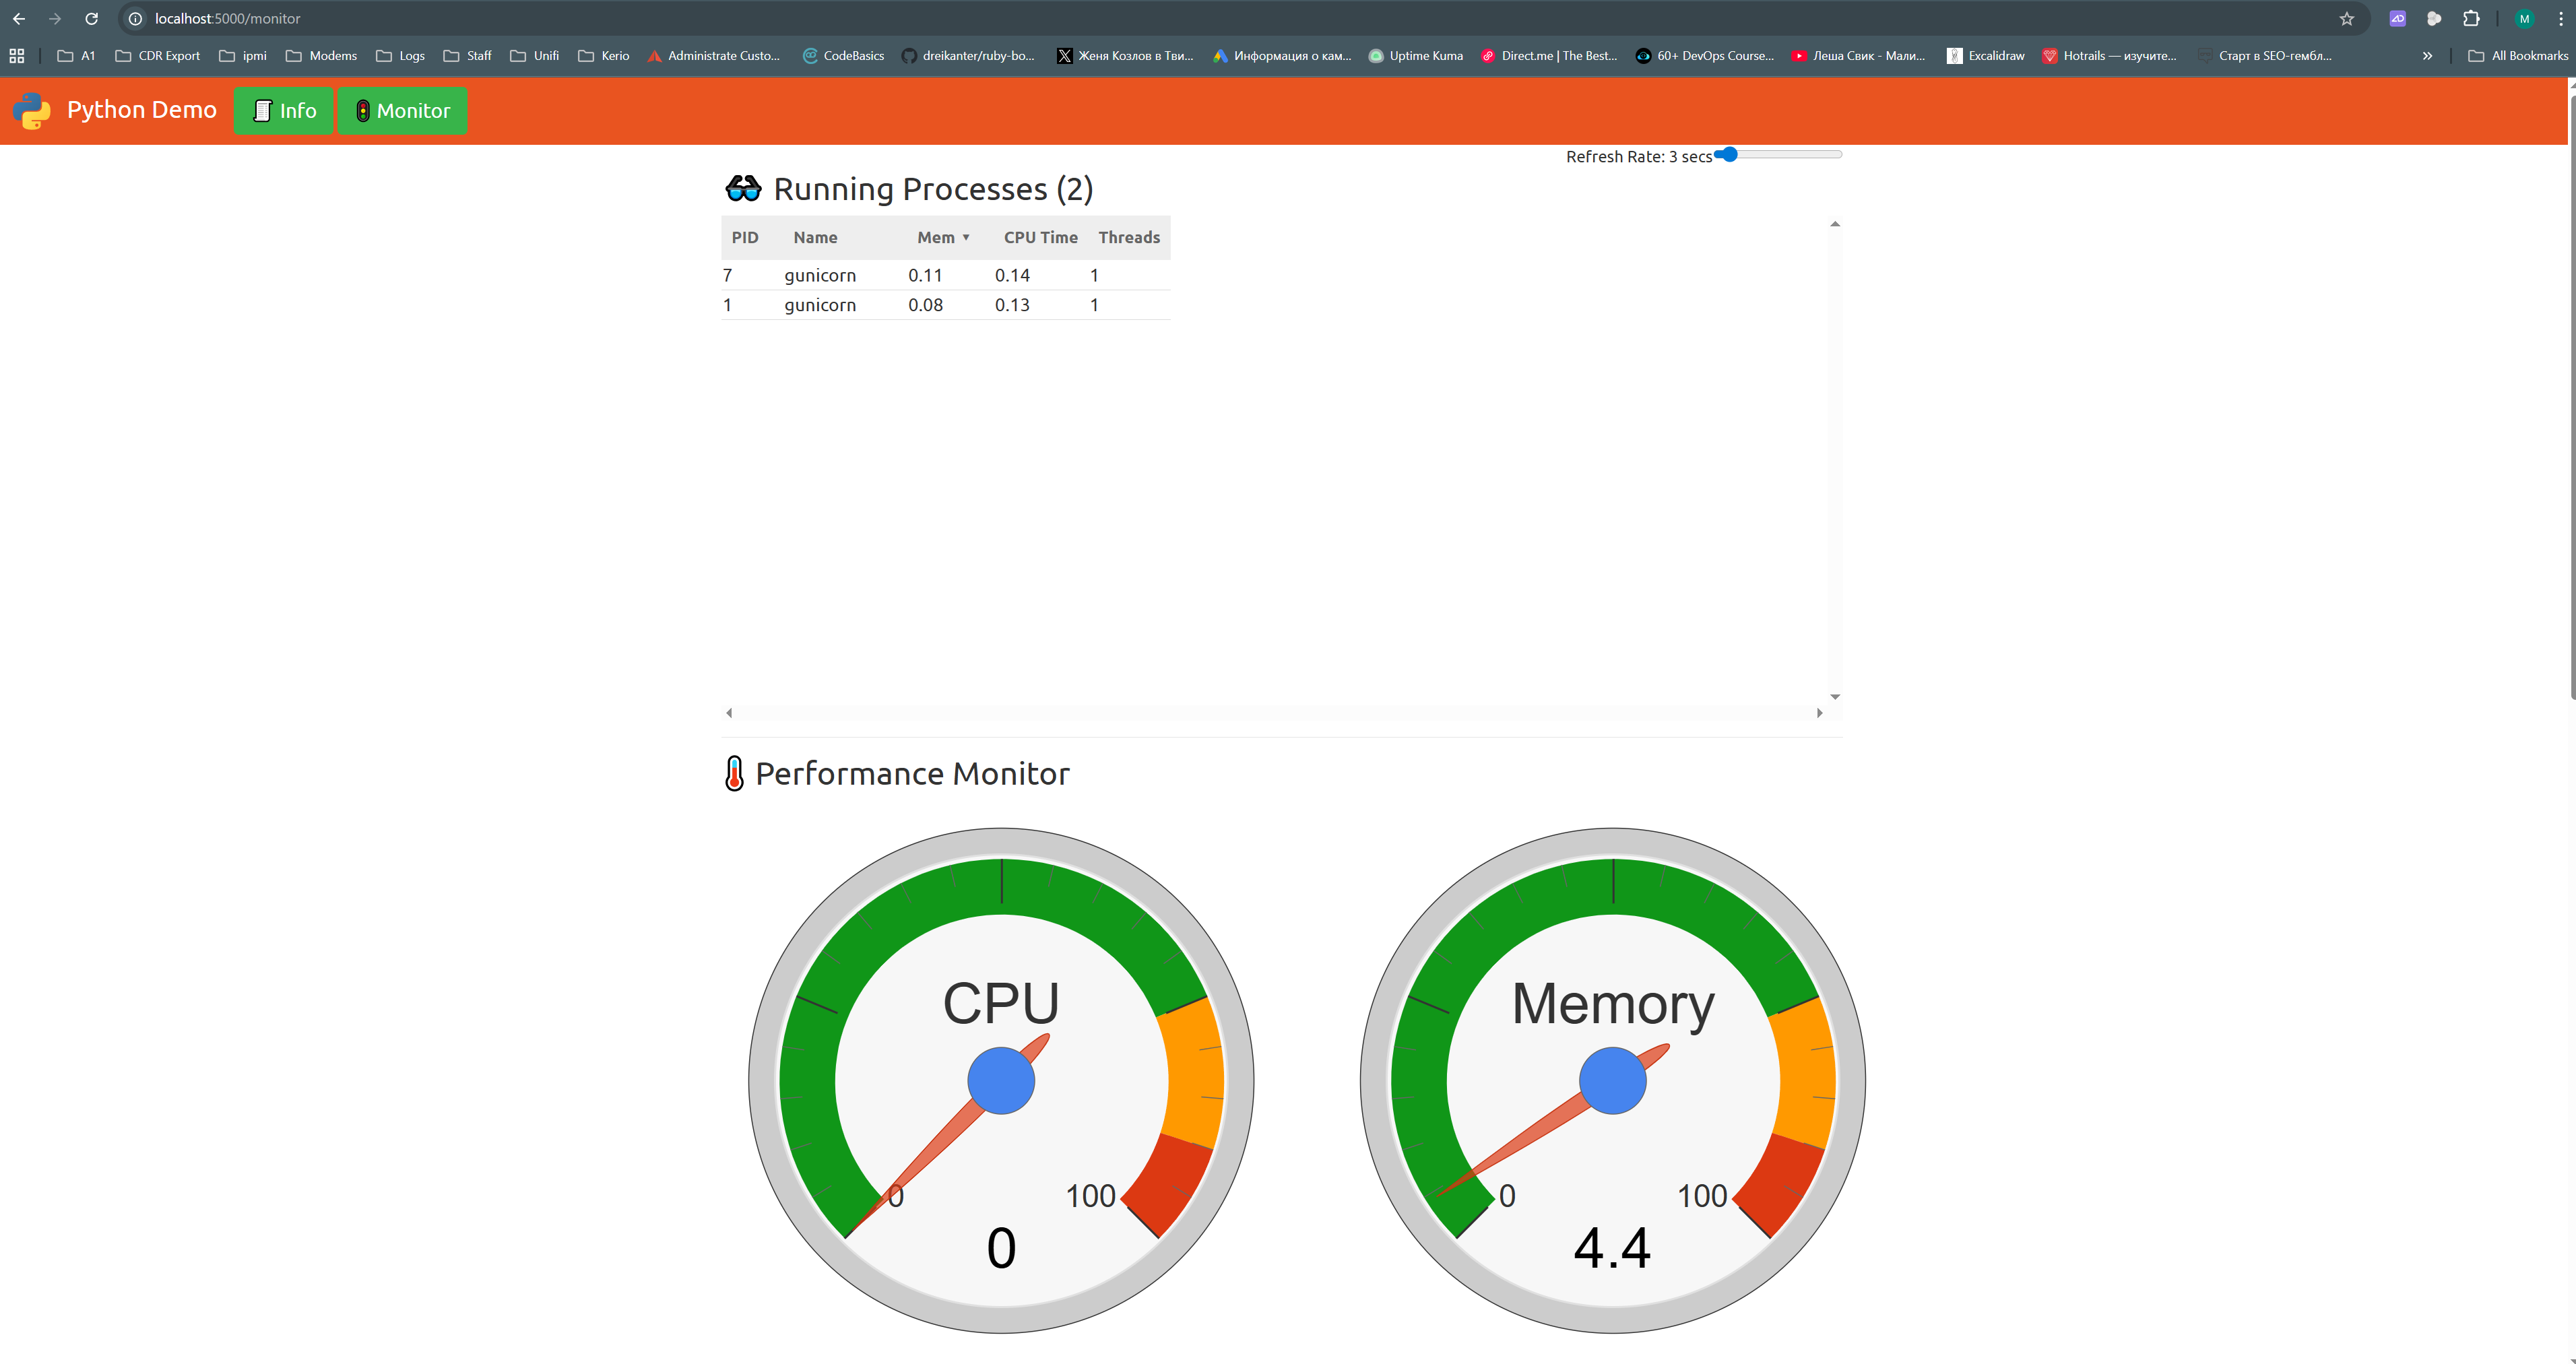 localhost:5000/monitor
M
A1 CDR Export ipmi Modems Logs Staff Unifi Kerio Administrate Custo... CodeBasics dreikanter/ruby-bo... Женя Козлов в Тви... Информация о кам... Uptime Kuma Direct.me | The Best... 60+ DevOps Course... Леша Свик - Мали... Excalidraw Hotrails — изучите... Старт в SEO-гембл... » All Bookmarks
Python Demo Info Monitor
Refresh Rate: 3 secs
Running Processes (2)
PID Name Mem CPU Time Threads
7 gunicorn 0.11 0.14 1
1 gunicorn 0.08 0.13 1
Performance Monitor
CPU
0 100
0
Memory
0 100
4.4